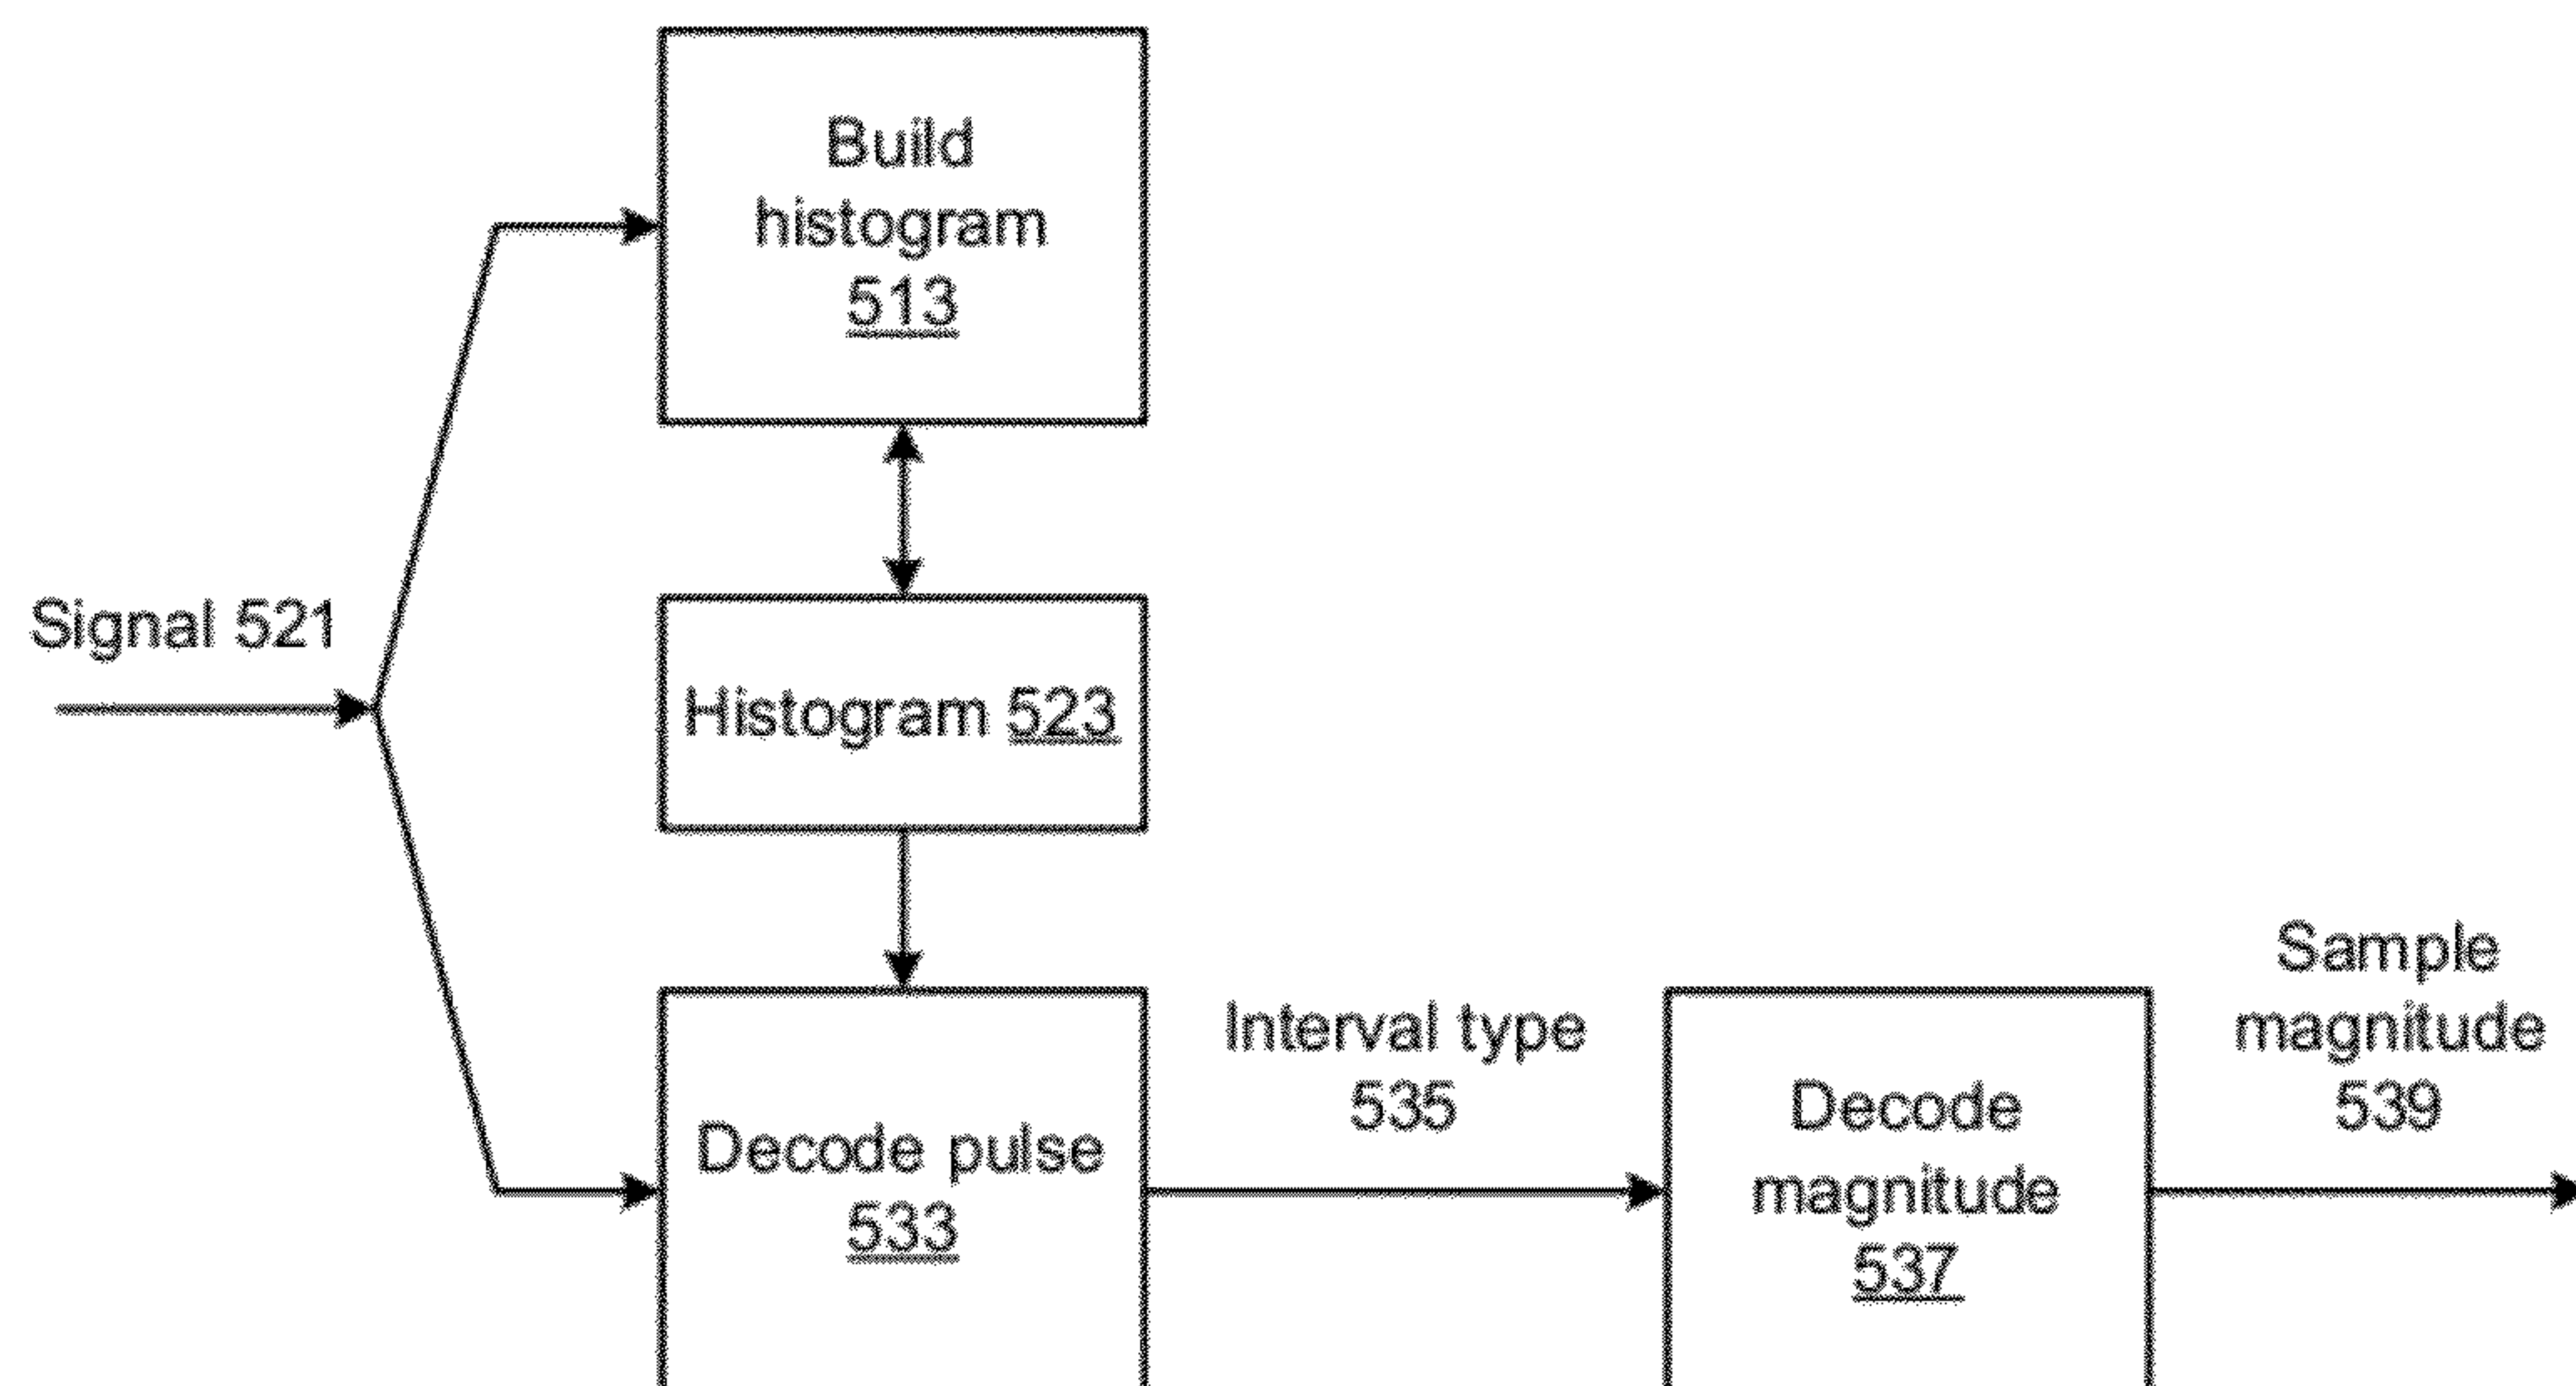 Build
histogram
513
Signal 521
Histogram 523
Decode pulse
533
Interval type
535
Decode
magnitude
537
Sample
magnitude
539